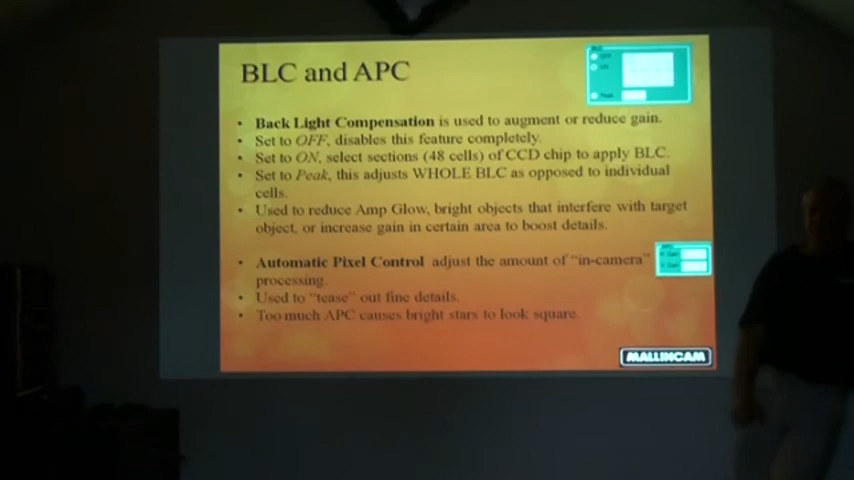 BLC and APC
• Back Light Compensation is used to augment or reduce gain.
• Set to OFF, disables this feature completely.
• Set to ON, select sections (48 cells) of CCD chip to apply BLC.
• Set to Peak, this adjusts WHOLE BLC as opposed to individual
cells.
• Used to reduce Amp Glow, bright objects that interfere with target
object, or increase gain in certain area to boost details.
• Automatic Pixel Control adjust the amount of "in-camera"
processing.
• Used to "tease" out fine details.
• Too much APC causes bright stars to look square.
MALLINCAM